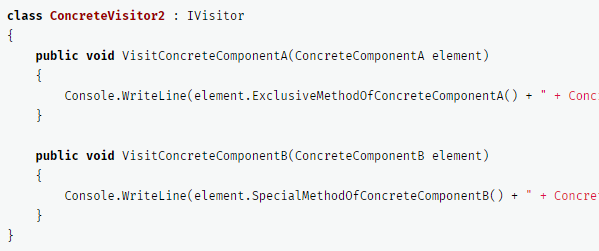 class ConcreteVisitor2 : IVisitor
{
public void VisitConcreteComponentA(ConcreteComponentA element)
{
Console.WriteLine(element.ExclusiveMethodOfConcreteComponentA() + " + Conc
}
public void VisitConcreteComponentB(ConcreteComponentB element)
{
Console.WriteLine(element.SpecialMethodOfConcreteComponentB() + " + Concre
}
}